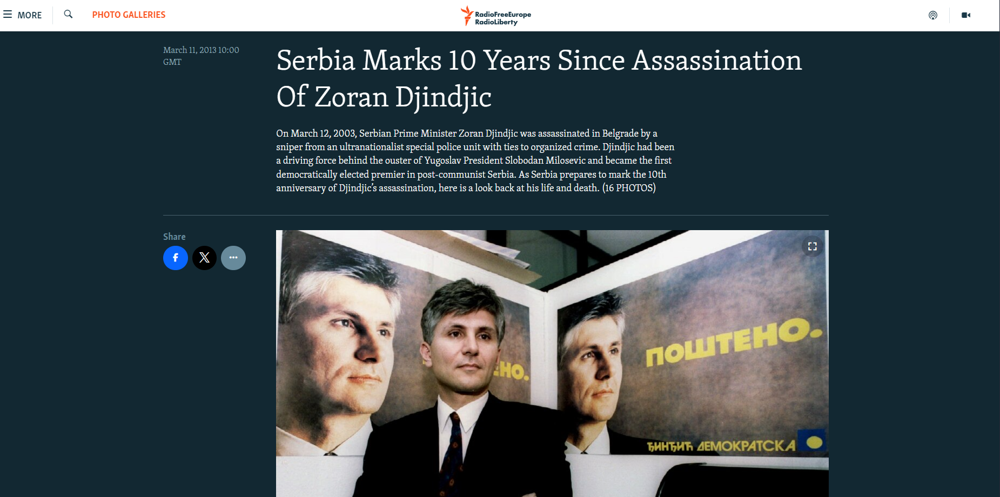 MORE
PHOTO GALLERIES
RadioFreeEurope
RadioLiberty
March 11, 2013 10:00
GMT
Serbia Marks 10 Years Since Assassination
Of Zoran Djindjic
On March 12, 2003, Serbian Prime Minister Zoran Djindjic was assassinated in Belgrade by a
sniper from an ultranationalist special police unit with ties to organized crime. Djindjic had been
a driving force behind the ouster of Yugoslav President Slobodan Milosevic and became the first
democratically elected premier in post-communist Serbia. As Serbia prepares to mark the 10th
anniversary of Djindjic’s assassination, here is a look back at his life and death. (16 PHOTOS)
Share
ПОШТЕНО.
ЕНО.
ЂИНЂИЋ ДЕМОКРАТСКА